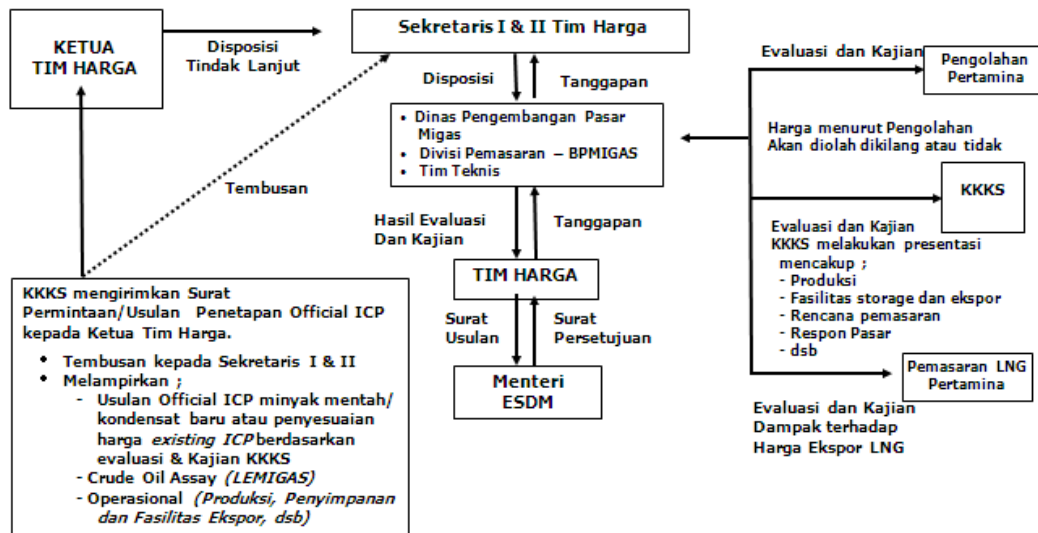 KETUA
TIM HARGA
Disposisi
Tindak Lanjut
Sekretaris I & II Tim Harga
Disposisi
Tanggapan
• Dinas Pengembangan Pasar
Migas
• Divisi Pemasaran – BPMIGAS
• Tim Teknis
Tembusan
Hasil Evaluasi
Dan Kajian
Tanggapan
TIM HARGA
Surat
Usulan
Surat
Persetujuan
Menteri
ESDM
KKKS mengirimkan Surat
Permintaan/Usulan Penetapan Official ICP
kepada Ketua Tim Harga.
• Tembusan kepada Sekretaris I & II
• Melampirkan ;
- Usulan Official ICP minyak mentah/
kondensat baru atau penyesuaian
harga existing ICP berdasarkan
evaluasi & Kajian KKKS
- Crude Oil Assay (LEMIGAS)
- Operasional (Produksi, Penyimpanan
dan Fasilitas Ekspor, dsb)
Evaluasi dan Kajian
Pengolahan
Pertamina
Harga menurut Pengolahan
Akan diolah dikilang atau tidak
KKKS
Evaluasi dan Kajian
KKKS melakukan presentasi
mencakup ;
- Produksi
- Fasilitas storage dan ekspor
- Rencana pemasaran
- Respon Pasar
- dsb
Pemasaran LNG
Pertamina
Evaluasi dan Kajian
Dampak terhadap
Harga Ekspor LNG